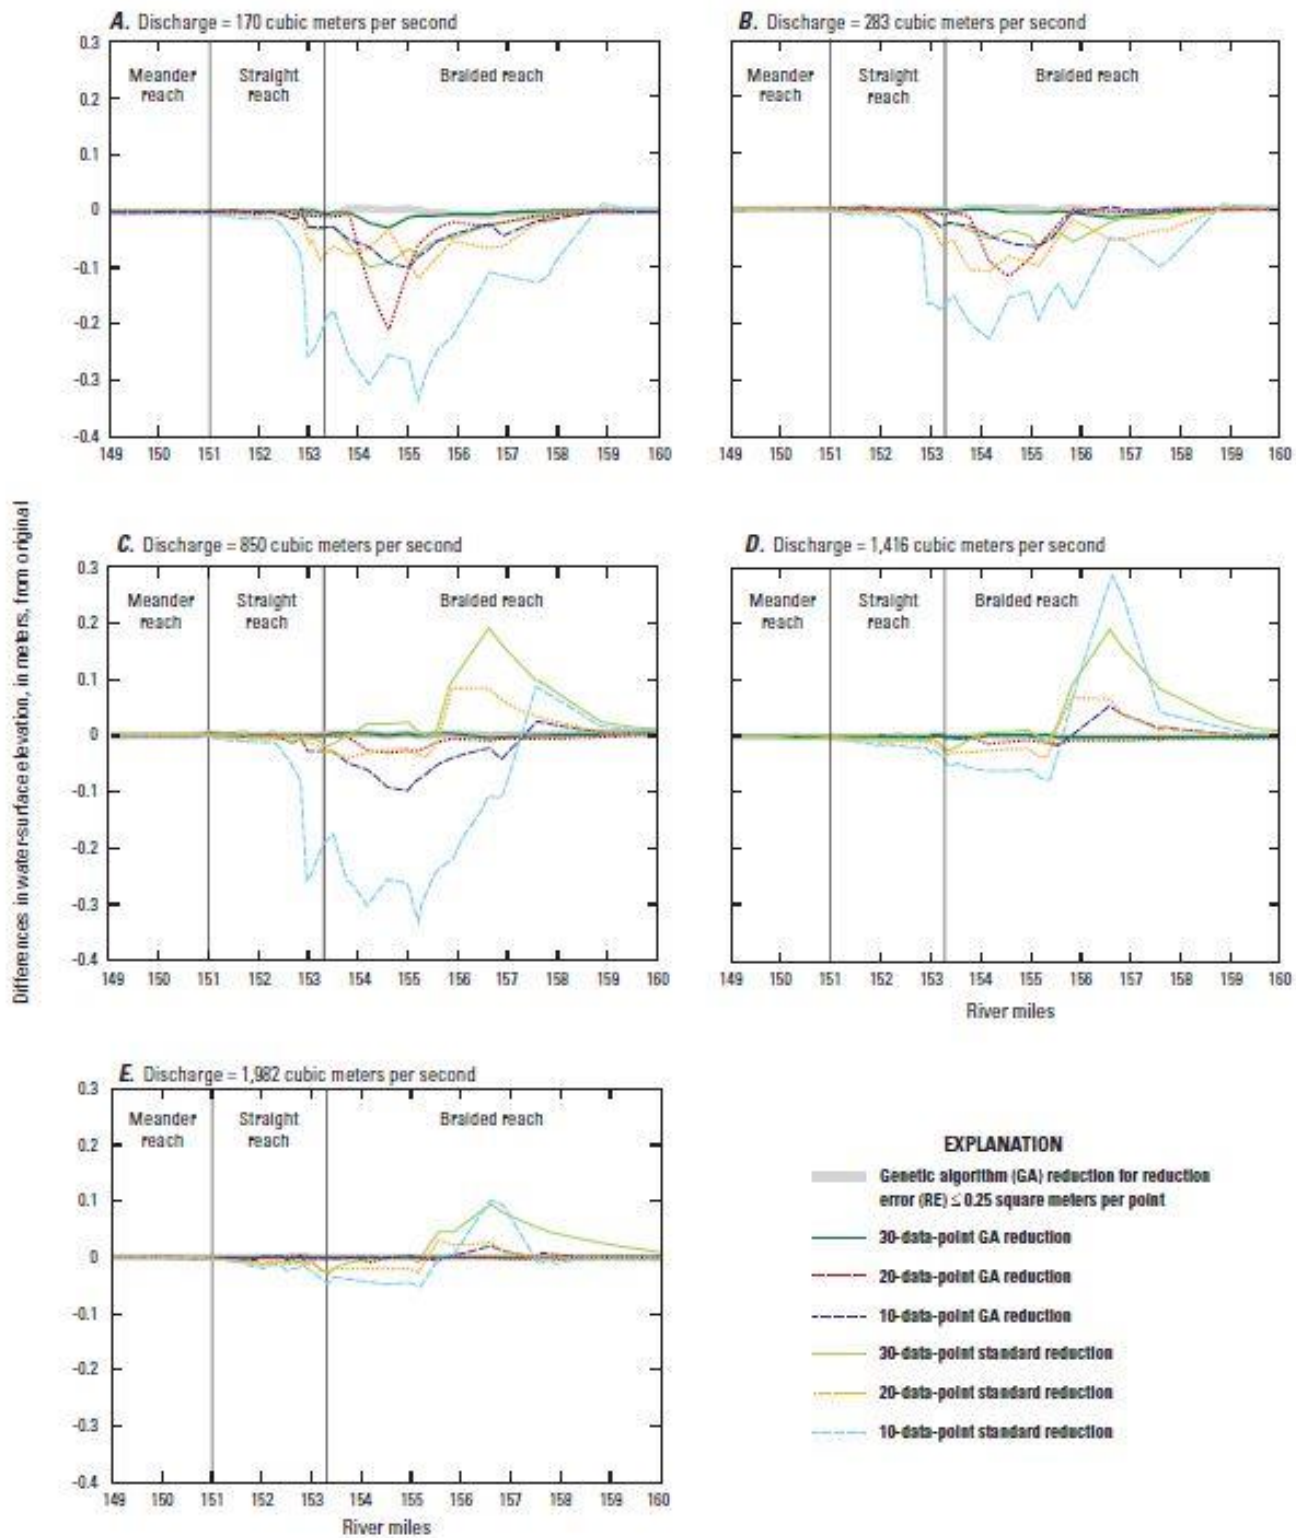 A. Discharge = 170 cubic meters per second
0.3
0.2
0.1
0
-0.1
-0.2
-0.3
-0.4
Meander
reach
Straight
reach
Braided reach
149 150 151 152 153 154 155 156 157 158 159 160
B. Discharge = 283 cubic meters per second
Meander
reach
Straight
reach
Braided reach
149 150 151 152 153 154 155 156 157 158 159 160
Differences in water-surface elevation, in meters, from original
C. Discharge = 850 cubic meters per second
0.3
0.2
0.1
0
-0.1
-0.2
-0.3
-0.4
Meander
reach
Straight
reach
Braided reach
149 150 151 152 153 154 155 156 157 158 159 160
D. Discharge = 1,416 cubic meters per second
Meander
reach
Straight
reach
Braided reach
149 150 151 152 153 154 155 156 157 158 159 160
River miles
E. Discharge = 1,982 cubic meters per second
0.3
0.2
0.1
0
-0.1
-0.2
-0.3
-0.4
Meander
reach
Straight
reach
Braided reach
149 150 151 152 153 154 155 156 157 158 159 160
River miles
EXPLANATION
Genetic algorithm (GA) reduction for reduction
error (RE) ≤ 0.25 square meters per point
30-data-point GA reduction
20-data-point GA reduction
10-data-point GA reduction
30-data-point standard reduction
20-data-point standard reduction
10-data-point standard reduction